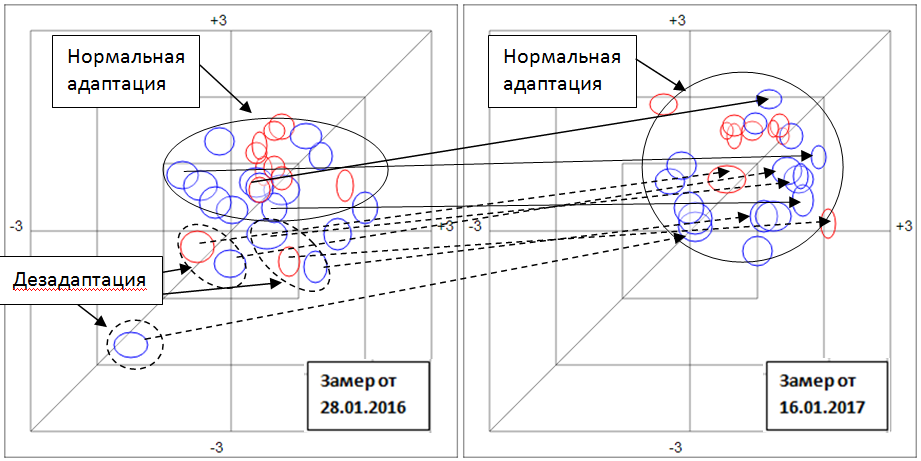 +3
+3
Нормальная
адаптация
Нормальная
адаптация
-3
+3
-3
+3
Дезадаптация
Замер от
28.01.2016
Замер от
16.01.2017
-3
-3